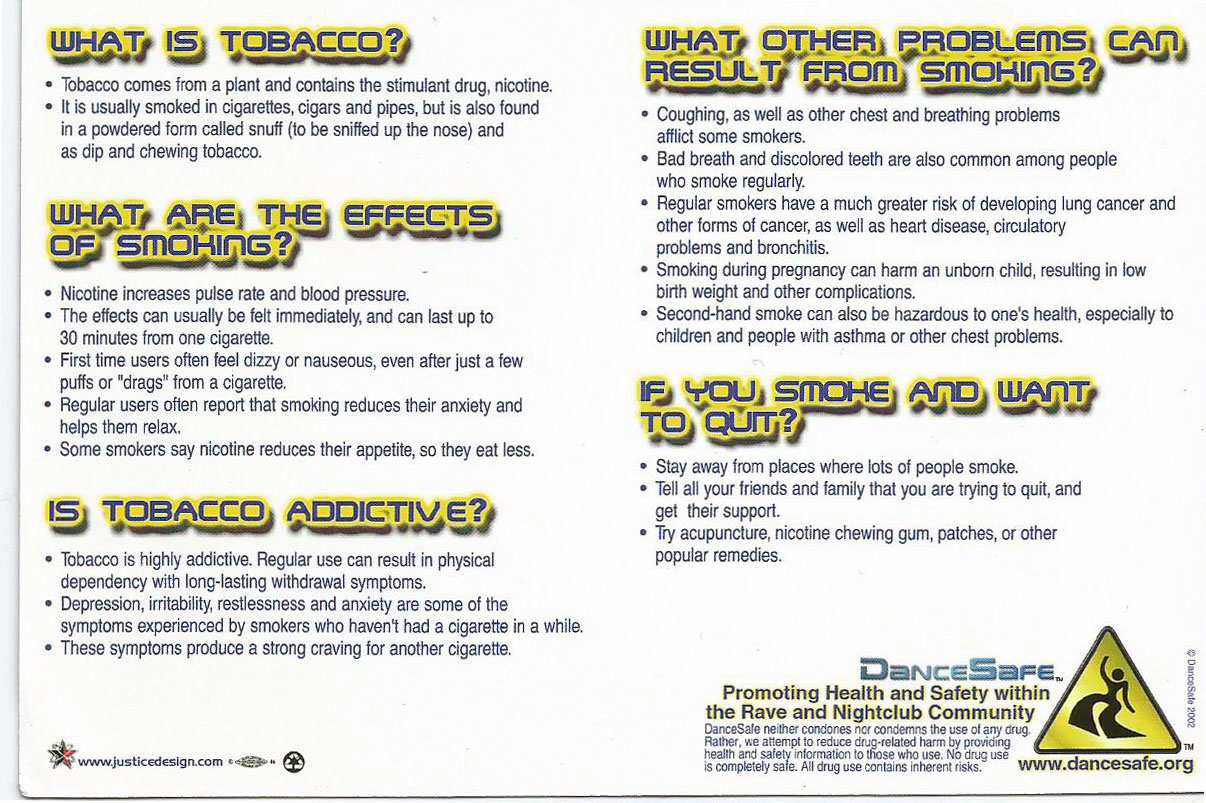 WHAT IS TOBACCO?
• Tobacco comes from a plant and contains the stimulant drug, nicotine.
• It is usually smoked in cigarettes, cigars and pipes, but is also found
in a powdered form called snuff (to be sniffed up the nose) and
as dip and chewing tobacco.
WHAT ARE THE EFFECTS
OF SMOKING?
• Nicotine increases pulse rate and blood pressure.
• The effects can usually be felt immediately, and can last up to
30 minutes from one cigarette.
• First time users often feel dizzy or nauseous, even after just a few
puffs or "drags" from a cigarette.
• Regular users often report that smoking reduces their anxiety and
helps them relax.
• Some smokers say nicotine reduces their appetite, so they eat less.
IS TOBACCO ADDICTIVE?
• Tobacco is highly addictive. Regular use can result in physical
dependency with long-lasting withdrawal symptoms.
• Depression, irritability, restlessness and anxiety are some of the
symptoms experienced by smokers who haven't had a cigarette in a while.
• These symptoms produce a strong craving for another cigarette.
www.justicedesign.com
WHAT OTHER PROBLEMS CAN
RESULT FROM SMOKING?
• Coughing, as well as other chest and breathing problems
afflict some smokers.
• Bad breath and discolored teeth are also common among people
who smoke regularly.
• Regular smokers have a much greater risk of developing lung cancer and
other forms of cancer, as well as heart disease, circulatory
problems and bronchitis.
• Smoking during pregnancy can harm an unborn child, resulting in low
birth weight and other complications.
• Second-hand smoke can also be hazardous to one's health, especially to
children and people with asthma or other chest problems.
IF YOU SMOKE AND WANT
TO QUIT?
• Stay away from places where lots of people smoke.
• Tell all your friends and family that you are trying to quit, and
get their support.
• Try acupuncture, nicotine chewing gum, patches, or other
popular remedies.
DANCESAFE™
Promoting Health and Safety within
the Rave and Nightclub Community
DanceSafe neither condones nor condemns the use of any drug.
Rather, we attempt to reduce drug-related harm by providing
health and safety information to those who use. No drug use
is completely safe. All drug use contains inherent risks.
TM
www.dancesafe.org
© DanceSafe 2002